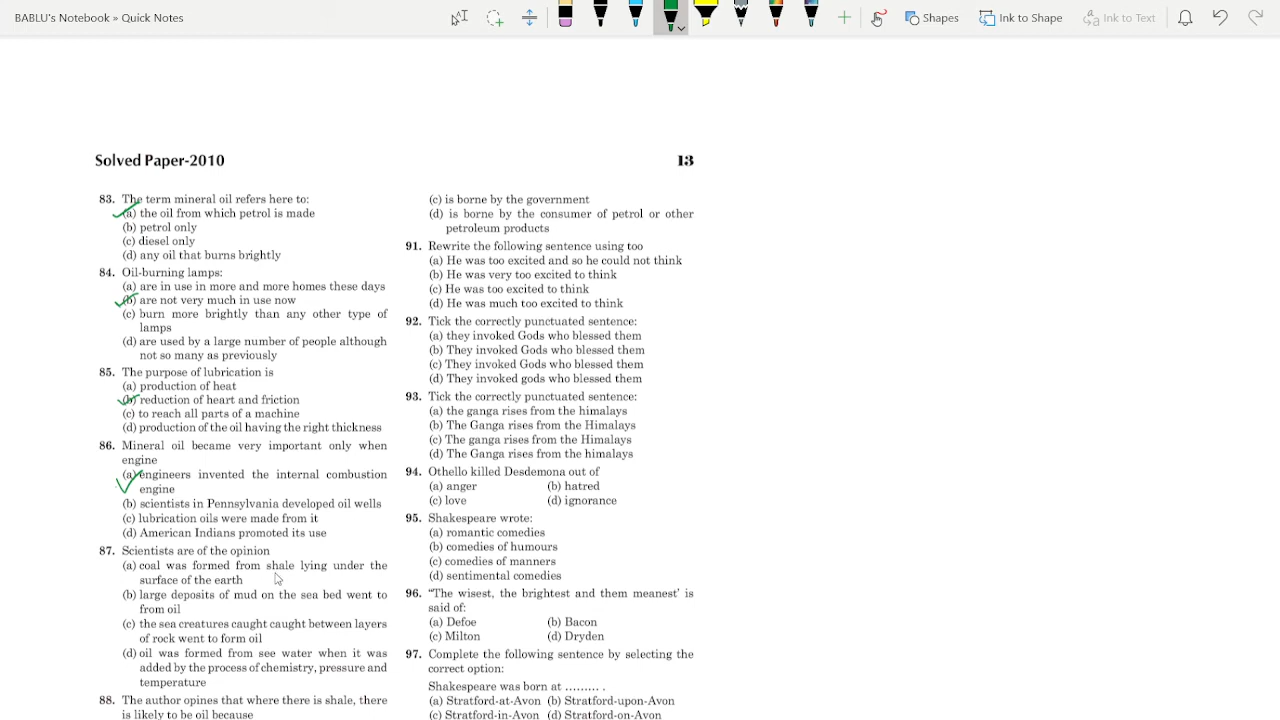 BABLU's Notebook » Quick Notes
Shapes
Ink to Shape
Ink to Text
Solved Paper-2010
13
83. The term mineral oil refers here to:
(a) the oil from which petrol is made
(b) petrol only
(c) diesel only
(d) any oil that burns brightly
84. Oil-burning lamps:
(a) are in use in more and more homes these days
(b) are not very much in use now
(c) burn more brightly than any other type of
lamps
(d) are used by a large number of people although
not so many as previously
85. The purpose of lubrication is
(a) production of heat
(b) reduction of heart and friction
(c) to reach all parts of a machine
(d) production of the oil having the right thickness
86. Mineral oil became very important only when
engine
(a) engineers invented the internal combustion
engine
(b) scientists in Pennsylvania developed oil wells
(c) lubrication oils were made from it
(d) American Indians promoted its use
87. Scientists are of the opinion
(a) coal was formed from shale lying under the
surface of the earth
(b) large deposits of mud on the sea bed went to
from oil
(c) the sea creatures caught caught between layers
of rock went to form oil
(d) oil was formed from see water when it was
added by the process of chemistry, pressure and
temperature
88. The author opines that where there is shale, there
is likely to be oil because
(c) is borne by the government
(d) is borne by the consumer of petrol or other
petroleum products
91. Rewrite the following sentence using too
(a) He was too excited and so he could not think
(b) He was very too excited to think
(c) He was too excited to think
(d) He was much too excited to think
92. Tick the correctly punctuated sentence:
(a) they invoked Gods who blessed them
(b) They invoked Gods who blessed them
(c) They invoked Gods who blessed them
(d) They invoked gods who blessed them
93. Tick the correctly punctuated sentence:
(a) the ganga rises from the himalays
(b) The Ganga rises from the Himalays
(c) The ganga rises from the Himalays
(d) The Ganga rises from the himalays
94. Othello killed Desdemona out of
(a) anger (b) hatred
(c) love (d) ignorance
95. Shakespeare wrote:
(a) romantic comedies
(b) comedies of humours
(c) comedies of manners
(d) sentimental comedies
96. “The wisest, the brightest and them meanest’ is
said of:
(a) Defoe (b) Bacon
(c) Milton (d) Dryden
97. Complete the following sentence by selecting the
correct option:
Shakespeare was born at ......... .
(a) Stratford-at-Avon (b) Stratford-upon-Avon
(c) Stratford-in-Avon (d) Stratford-on-Avon